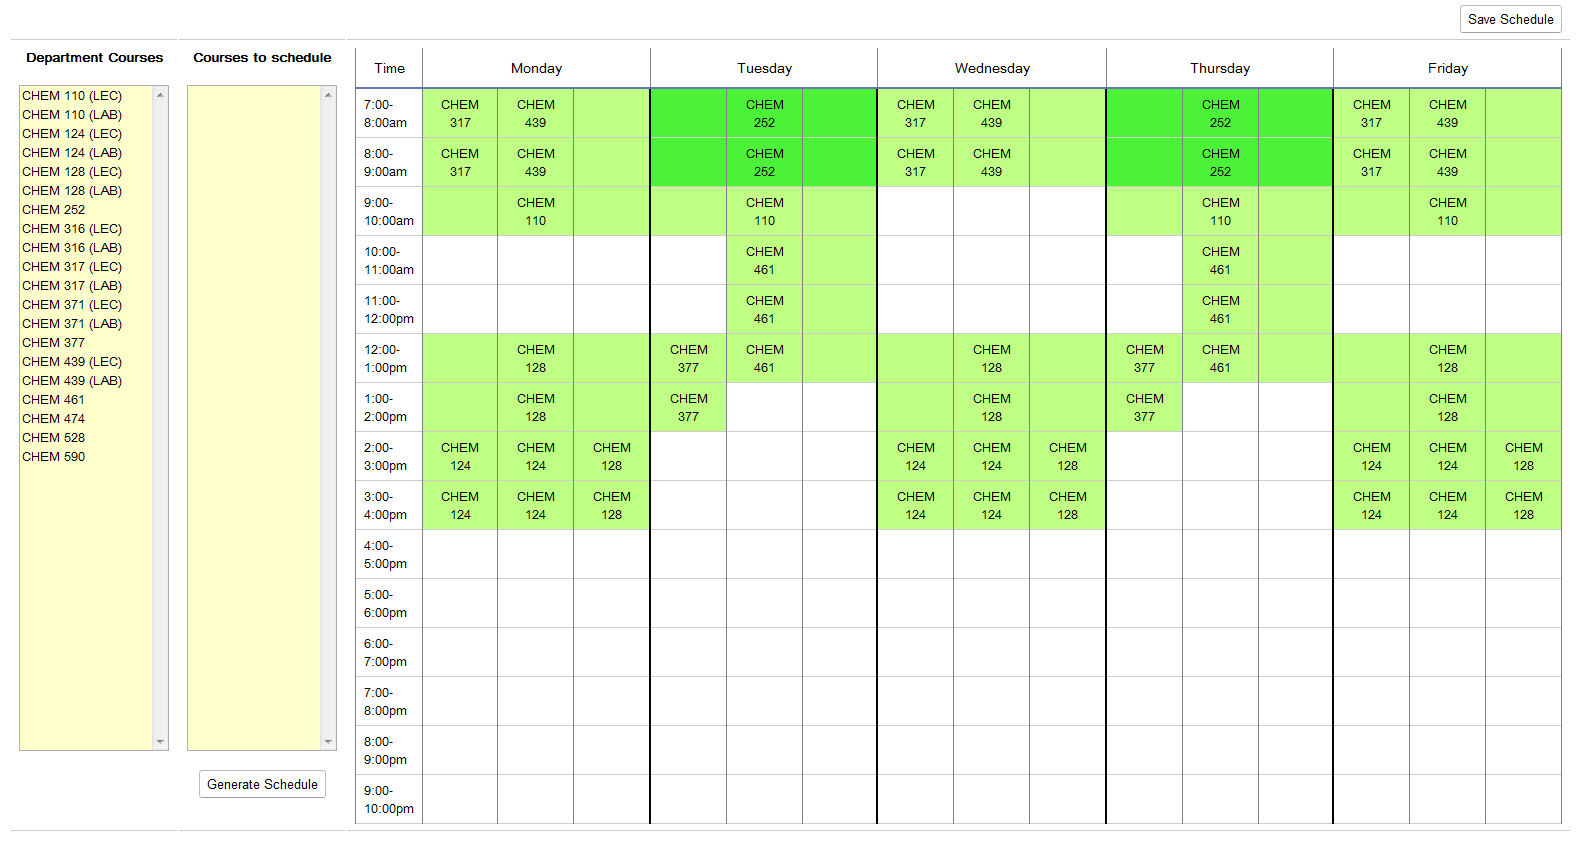 Save Schedule
Department Courses
CHEM 110 (LEC)
CHEM 110 (LAB)
CHEM 124 (LEC)
CHEM 124 (LAB)
CHEM 128 (LEC)
CHEM 128 (LAB)
CHEM 252
CHEM 316 (LEC)
CHEM 316 (LAB)
CHEM 317 (LEC)
CHEM 317 (LAB)
CHEM 371 (LEC)
CHEM 371 (LAB)
CHEM 377
CHEM 439 (LEC)
CHEM 439 (LAB)
CHEM 461
CHEM 474
CHEM 528
CHEM 590
Courses to schedule
Generate Schedule
Time Monday Tuesday Wednesday Thursday Friday
7:00- CHEM CHEM CHEM CHEM CHEM CHEM CHEM CHEM
8:00am 317 439 252 317 439 252 317 439
8:00- CHEM CHEM CHEM CHEM CHEM CHEM CHEM CHEM
9:00am 317 439 252 317 439 252 317 439
9:00- CHEM CHEM CHEM CHEM
10:00am 110 110 110 110
10:00- CHEM CHEM
11:00am 461 461
11:00- CHEM CHEM
12:00pm 461 461
12:00- CHEM CHEM CHEM CHEM CHEM CHEM CHEM
1:00pm 128 377 461 128 377 461 128
1:00- CHEM CHEM CHEM CHEM CHEM
2:00pm 128 377 128 377 128
2:00- CHEM CHEM CHEM CHEM CHEM CHEM CHEM CHEM CHEM
3:00pm 124 124 128 124 124 128 124 124 128
3:00- CHEM CHEM CHEM CHEM CHEM CHEM CHEM CHEM CHEM
4:00pm 124 124 128 124 124 128 124 124 128
4:00-
5:00pm
5:00-
6:00pm
6:00-
7:00pm
7:00-
8:00pm
8:00-
9:00pm
9:00-
10:00pm